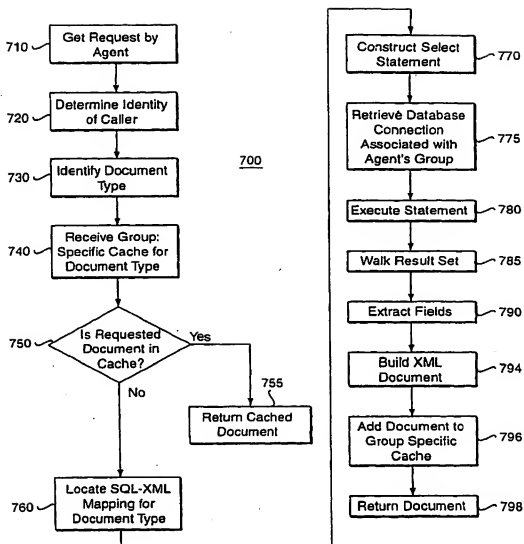 710
Get Request by
Agent
720
Determine Identity
of Caller
700
730
Identify Document
Type
740
Receive Group:
Specific Cache for
Document Type
750
Is Requested
Document in
Cache?
Yes
No
755
Return Cached
Document
760
Locate SQL-XML
Mapping for
Document Type
Construct Select
Statement
770
Retrieve Database
Connection
Associated with
Agent's Group
775
Execute Statement
780
Walk Result Set
785
Extract Fields
790
Build XML
Document
794
Add Document to
Group Specific
Cache
796
Return Document
798